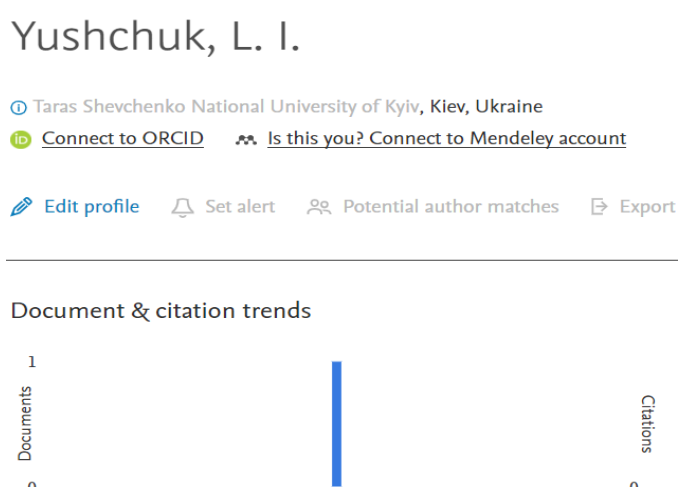 Yushchuk, L. I.
Taras Shevchenko National University of Kyiv, Kiev, Ukraine
iD Connect to ORCID Is this you? Connect to Mendeley account
Edit profile Set alert Potential author matches Export
Document & citation trends
1
Documents
Citations
0 0